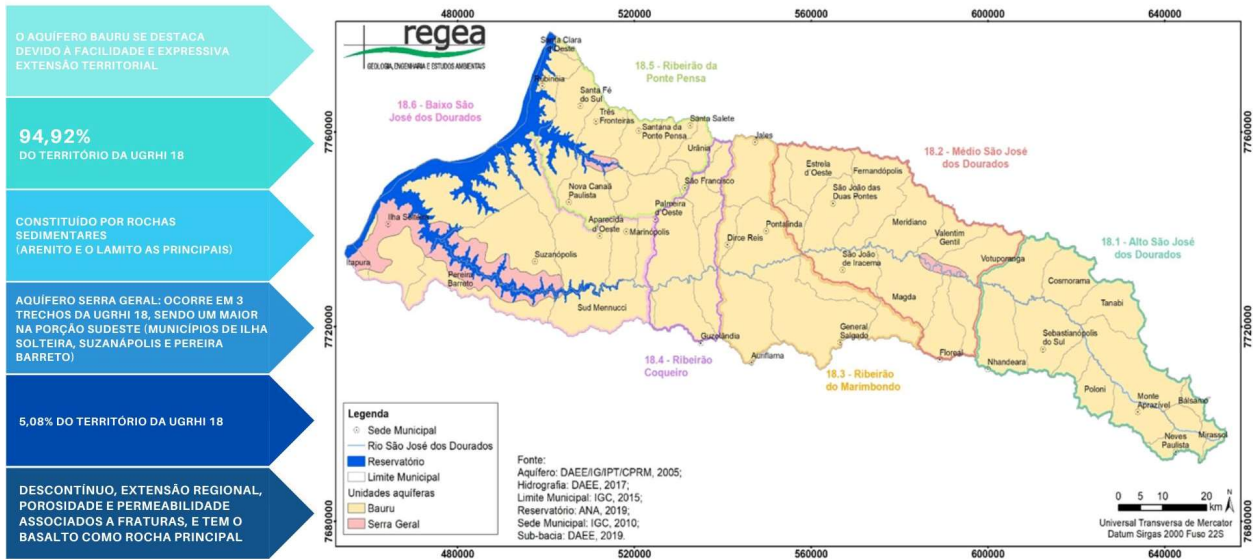 O AQUÍFERO BAURU SE DESTACA
DEVIDO À FACILIDADE E EXPRESSIVA
EXTENSÃO TERRITORIAL
94,92%
DO TERRITÓRIO DA UGRHI 18
CONSTITUÍDO POR ROCHAS
SEDIMENTARES
(ARENITO E O LAMITO AS PRINCIPAIS)
AQUÍFERO SERRA GERAL: OCORRE EM 3
TRECHOS DA UGRHI 18, SENDO UM MAIOR
NA PORÇÃO SUDESTE (MUNICÍPIOS DE ILHA
SOLTEIRA, SUZANÁPOLIS E PEREIRA
BARRETO)
5,08% DO TERRITÓRIO DA UGRHI 18
DESCONTÍNUO, EXTENSÃO REGIONAL,
POROSIDADE E PERMEABILIDADE
ASSOCIADOS A FRATURAS, E TEM O
BASALTO COMO ROCHA PRINCIPAL
480000 520000 560000 600000 640000
regea
GEOLOGIA, ENGENHARIA E ESTUDOS AMBIENTAIS
Santa Clara
d'Oeste
18.5 - Ribeirão da
Ponte Pensa
Rubinéia
Santa Fé
do Sul
18.6 - Baixo São
José dos Dourados
Três
Fronteiras
Santana da
Ponte Pensa
Santa Salete
Urânia
Jales
7760000
7760000
18.2 - Médio São José
dos Dourados
Estrela
d'Oeste
Fernandópolis
São João das
Duas Pontes
São Francisco
Nova Canaã
Paulista
Palmeira
d'Oeste
Aparecida
d'Oeste
Marinópolis
Ilha Solteira
Meridiano
Valentim
Gentil
Pontalinda
Dirce Reis
18.1 - Alto São José
dos Dourados
Itapura
Suzanápolis
Pereira
Barreto
São João
de Iracema
Votuporanga
Cosmorama
Tanabi
Magda
Sud Mennucci
7720000
7720000
General
Salgado
Sebastianópolis
do Sul
Guzolândia
Auriflama
Floreal
Nhandeara
18.4 - Ribeirão
Coqueiro
18.3 - Ribeirão
do Marimbondo
Poloni
Monte
Aprazível
Bálsamo
Neves
Paulista
Mirassol
Legenda
Sede Municipal
Rio São José dos Dourados
Reservatório
Limite Municipal
Unidades aquíferas
Bauru
Serra Geral
Fonte:
Aquífero: DAEE/IG/IPT/CPRM, 2005;
Hidrografia: DAEE, 2017;
Limite Municipal: IGC, 2015;
Reservatório: ANA, 2019;
Sede Municipal: IGC, 2010;
Sub-bacia: DAEE, 2019.
0 5 10 20
km
Universal Transversa de Mercator
Datum Sirgas 2000 Fuso 22S
7680000
7680000
480000 520000 560000 600000 640000